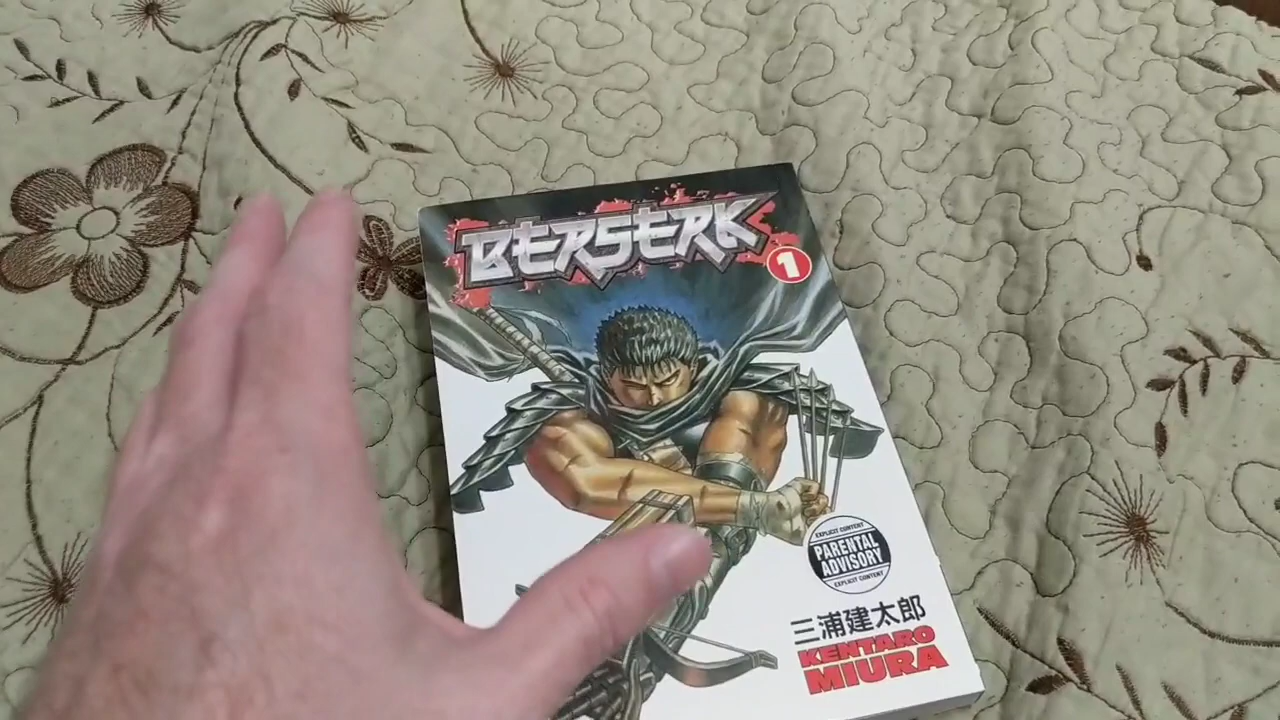 BERSERK
1
EXPLICIT CONTENT
PARENTAL
ADVISORY
EXPLICIT CONTENT
三浦建太郎
KENTARO
MIURA